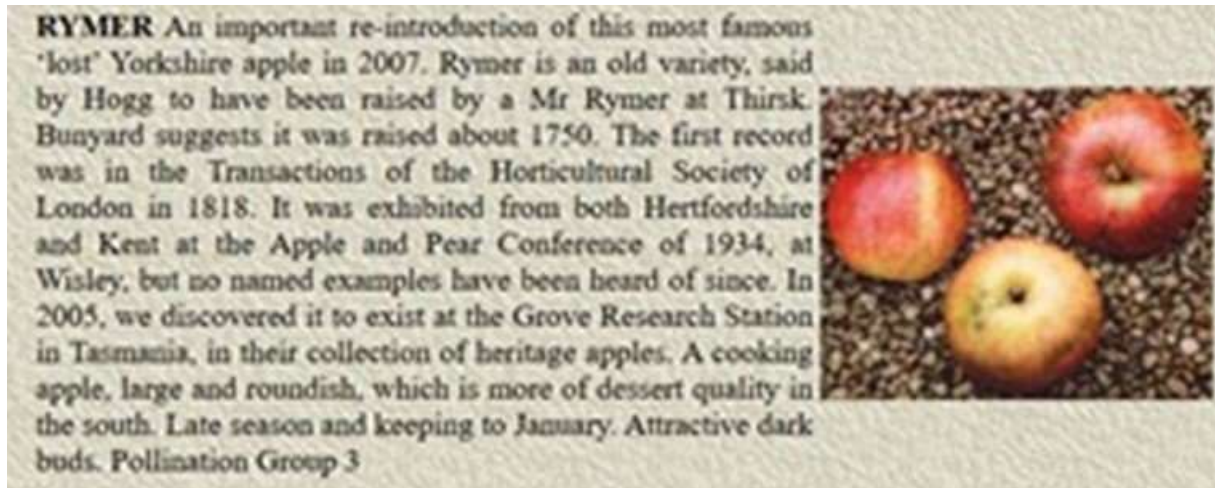 RYMER An important re-introduction of this most famous
'lost' Yorkshire apple in 2007. Rymer is an old variety, said
by Hogg to have been raised by a Mr Rymer at Thirsk.
Bunyard suggests it was raised about 1750. The first record
was in the Transactions of the Horticultural Society of
London in 1818. It was exhibited from both Hertfordshire
and Kent at the Apple and Pear Conference of 1934, at
Wisley, but no named examples have been heard of since. In
2005, we discovered it to exist at the Grove Research Station
in Tasmania, in their collection of heritage apples. A cooking
apple, large and roundish, which is more of dessert quality in
the south. Late season and keeping to January. Attractive dark
buds. Pollination Group 3